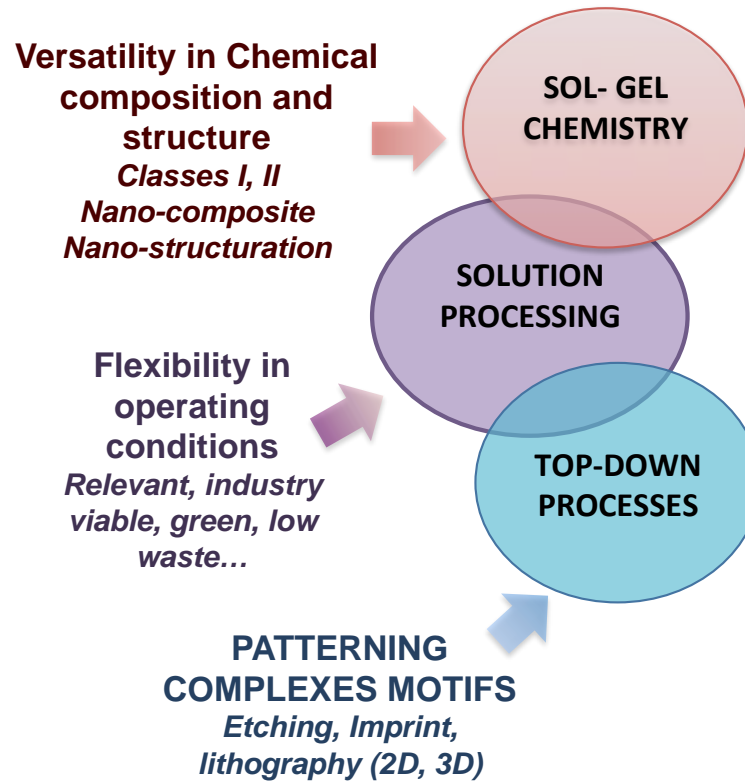 Versatility in Chemical
composition and
structure
Classes I, II
Nano-composite
Nano-structuration
SOL- GEL
CHEMISTRY
SOLUTION
PROCESSING
Flexibility in
operating
conditions
Relevant, industry
viable, green, low
waste…
TOP-DOWN
PROCESSES
PATTERNING
COMPLEXES MOTIFS
Etching, Imprint,
lithography (2D, 3D)